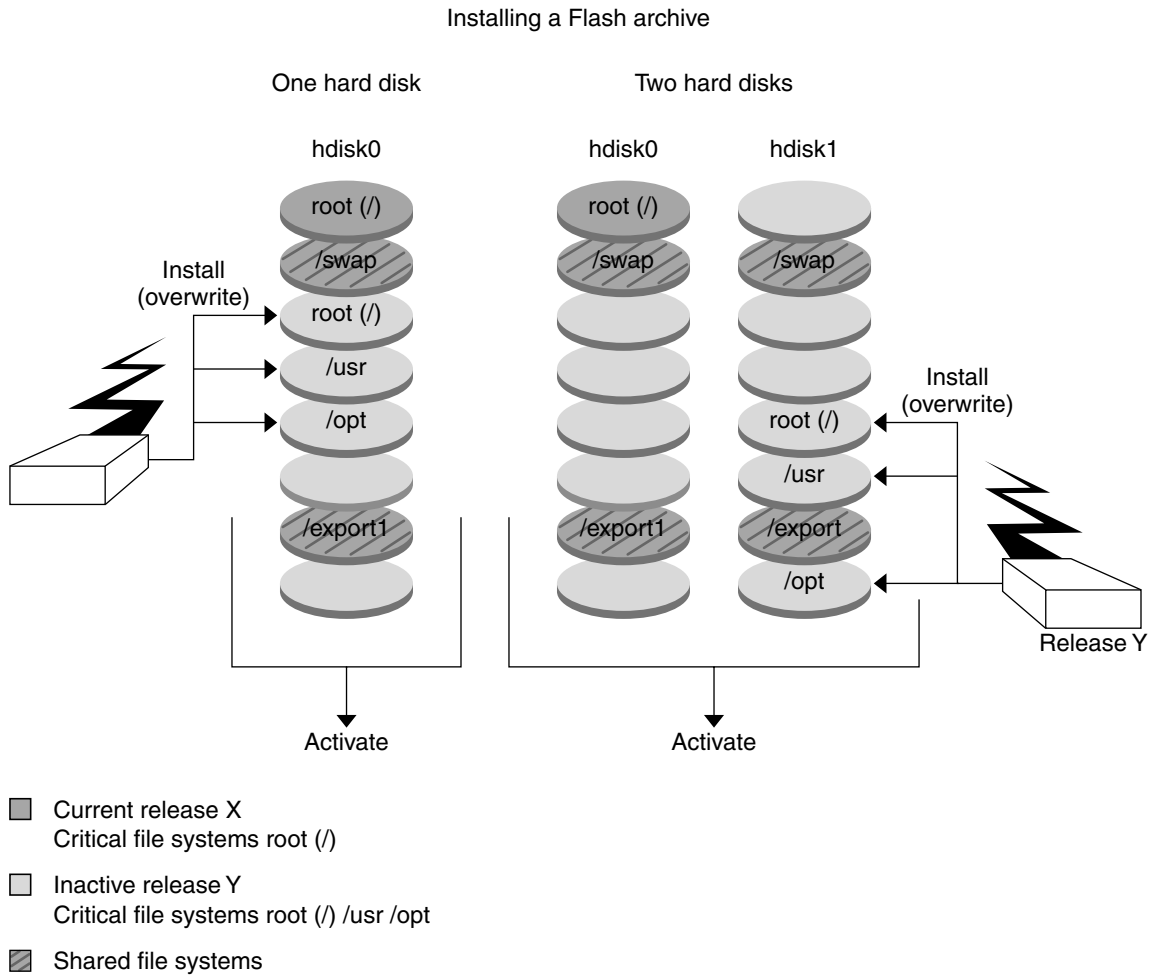 Installing a Flash archive
One hard disk
Two hard disks
hdisk0
hdisk0
hdisk1
root (/)
/swap
root (/)
/usr
/opt
/export1
Install
(overwrite)
root (/)
/swap
/export1
/swap
root (/)
/usr
/export
/opt
Install
(overwrite)
Release Y
Activate
Activate
Current release X
Critical file systems root (/)
Inactive release Y
Critical file systems root (/) /usr /opt
Shared file systems